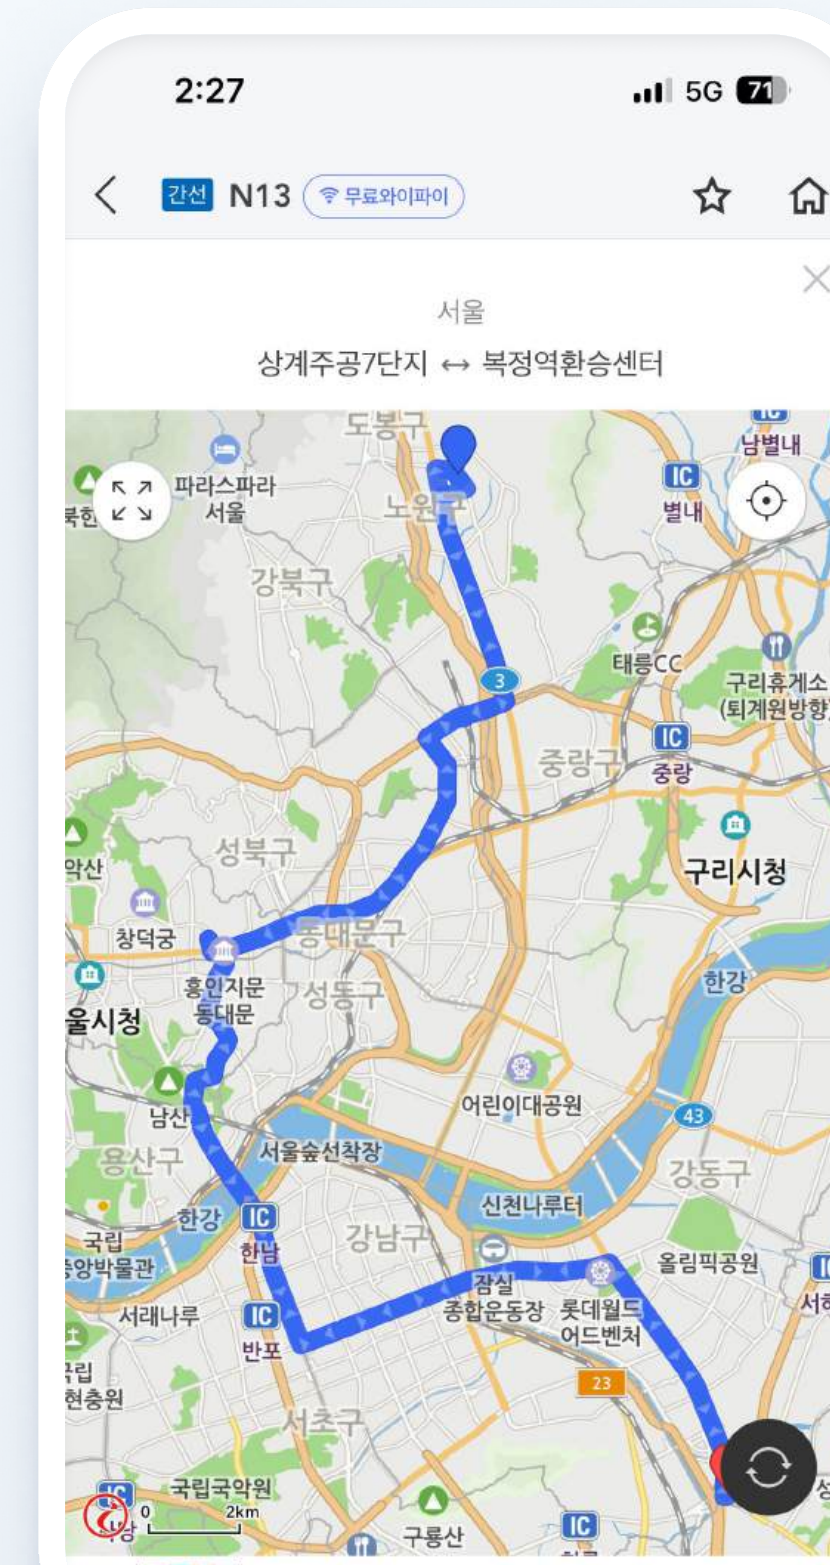 2:27
5G 71
간선 N13 무료와이파이
서울
상계주공7단지 ↔ 복정역환승센터
도봉구
남별내
IC
파라스파라
서울
노원구
IC
별내
강북구
태릉CC
3
구리휴게소
(퇴계원방향)
IC
중랑구
중랑
성북구
구리시청
창덕궁
동대문구
흥인지문
동대문
성동구
한강
울시청
어린이대공원
남산
43
용산구
서울숲선착장
강동구
한강
IC
한남
신천나루터
강남구
국립
중앙박물관
올림픽공원
잠실
종합운동장
롯데월드
어드벤처
서래나루
IC
반포
국립
현충원
23
서초구
국립국악원
IC
0 2km
구룡산
IC